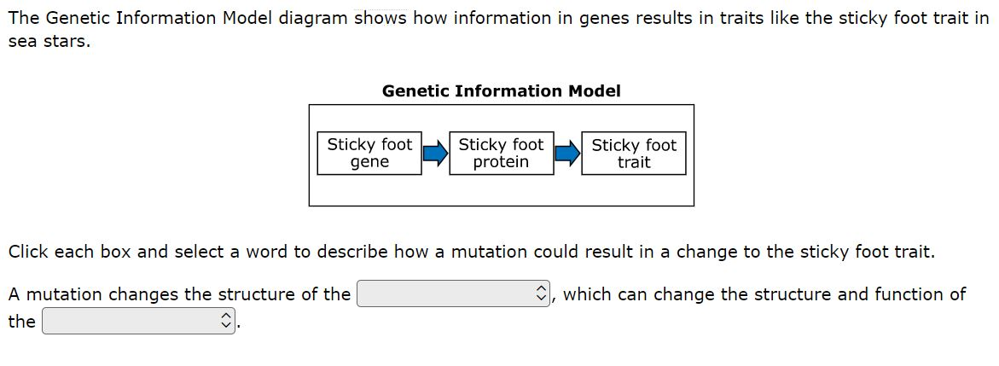 The Genetic Information Model diagram shows how information in genes results in traits like the sticky foot trait in
sea stars.
Genetic Information Model
Sticky foot
gene
Sticky foot
protein
Sticky foot
trait
Click each box and select a word to describe how a mutation could result in a change to the sticky foot trait.
A mutation changes the structure of the , which can change the structure and function of
the .